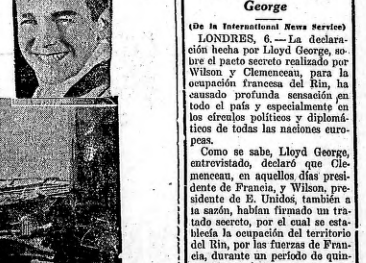 George
(De la International News Service)
LONDRES, 6. — La declara-
ción hecha por Lloyd George, so-
bre el pacto secreto realizado por
Wilson y Clemenceau, para la
ocupación francesa del Rin, ha
causado profunda sensación en
todo el país y especialmente en
los círculos políticos y diplomá-
ticos de todas las naciones euro-
peas.
Como se sabe, Lloyd George,
entrevistado, declaró que Cle-
menceau, en aquellos días presi-
dente de Francia, y Wilson, pre-
sidente de E. Unidos, también a
la sazón, habían firmado un tra-
tado secreto, por el cual se esta-
blecía la ocupación del territorio
del Rin, por las fuerzas de Fran-
cia, durante un período de quin-